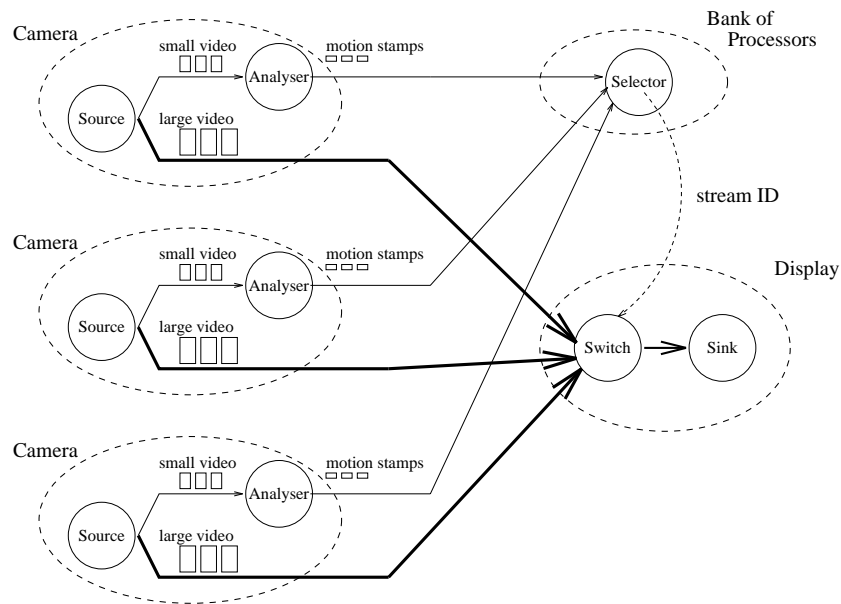 Camera
small video
motion stamps
Analyser
Source
large video
Bank of
Processors
Selector
stream ID
Camera
small video
motion stamps
Analyser
Source
large video
Display
Switch
Sink
Camera
small video
motion stamps
Analyser
Source
large video